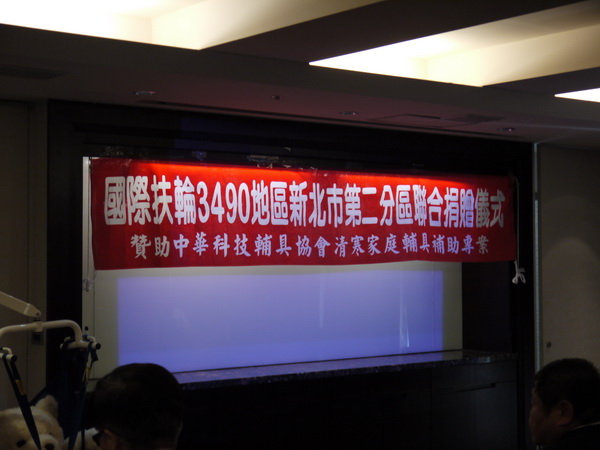 國際扶輪3490地區新北市第二分區聯合捐贈儀式
贊助中華科技輔具協會清寒家庭輔具補助專業